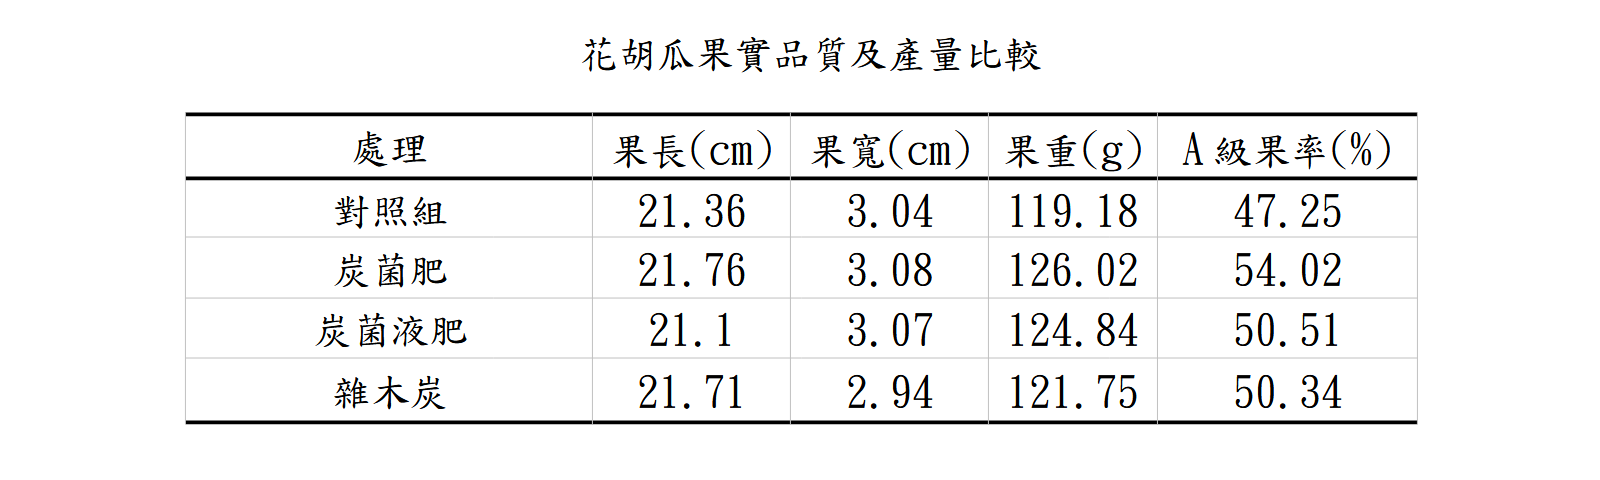 花胡瓜果實品質及產量比較
處理 果長(cm) 果寬(cm) 果重(g) A級果率(%)
對照組 21.36 3.04 119.18 47.25
炭菌肥 21.76 3.08 126.02 54.02
炭菌液肥 21.1 3.07 124.84 50.51
雜木炭 21.71 2.94 121.75 50.34